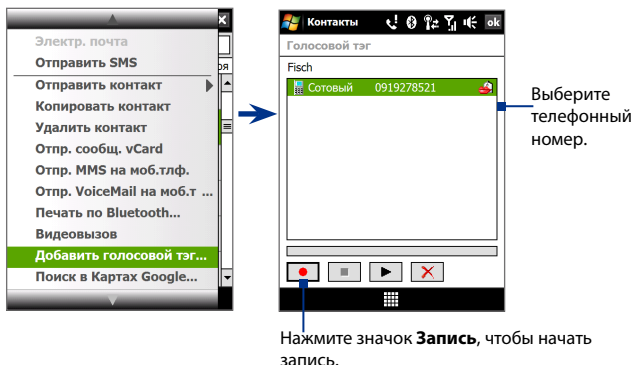 Электр. почта
Отправить SMS
Отправить контакт
Копировать контакт
Удалить контакт
Отпр. сообщ. vCard
Отпр. MMS на моб.тлф.
Отпр. VoiceMail на моб.т ...
Печать по Bluetooth...
Видеовызов
Добавить голосовой тэг...
Поиск в Картах Google...
Контакты
ok
Голосовой тэг
Fisch
Сотовый 0919278521
Выберите
телефонный
номер.
Нажмите значок Запись, чтобы начать
запись.